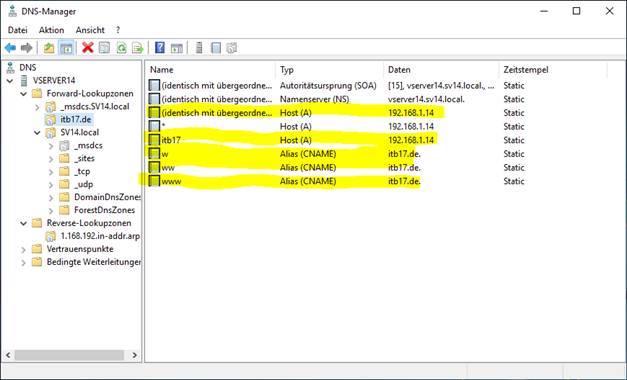 DNS-Manager
Datei Aktion Ansicht ?
DNS
VSERVER14
Forward-Lookupzonen
_msdcs.SV14.local
itb17.de
SV14.local
_msdcs
_sites
_tcp
_udp
DomainDnsZones
ForestDnsZones
Reverse-Lookupzonen
1.168.192.in-addr.arp
Vertrauenspunkte
Bedingte Weiterleitunger
Name Typ Daten Zeitstempel
(identisch mit übergeordne... Autoritätsursprung (SOA) [15], vserver14.sv14.local., ... Static
(identisch mit übergeordne... Namenserver (NS) vserver14.sv14.local. Static
(identisch mit übergeordne... Host (A) 192.168.1.14 Static
* Host (A) 192.168.1.14 Static
itb17 Host (A) 192.168.1.14 Static
w Alias (CNAME) itb17.de. Static
ww Alias (CNAME) itb17.de. Static
www Alias (CNAME) itb17.de. Static